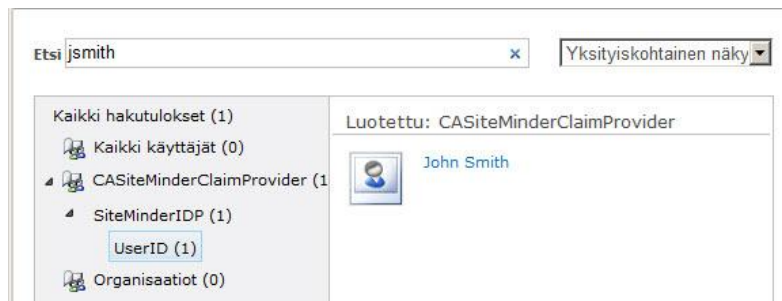 Etsi jsmith × Yksityiskohtainen näky
Kaikki hakutulokset (1)
Kaikki käyttäjät (0)
CASiteMinderClaimProvider (1
SiteMinderIDP (1)
UserID (1)
Organisaatiot (0)
Luotettu: CASiteMinderClaimProvider
John Smith